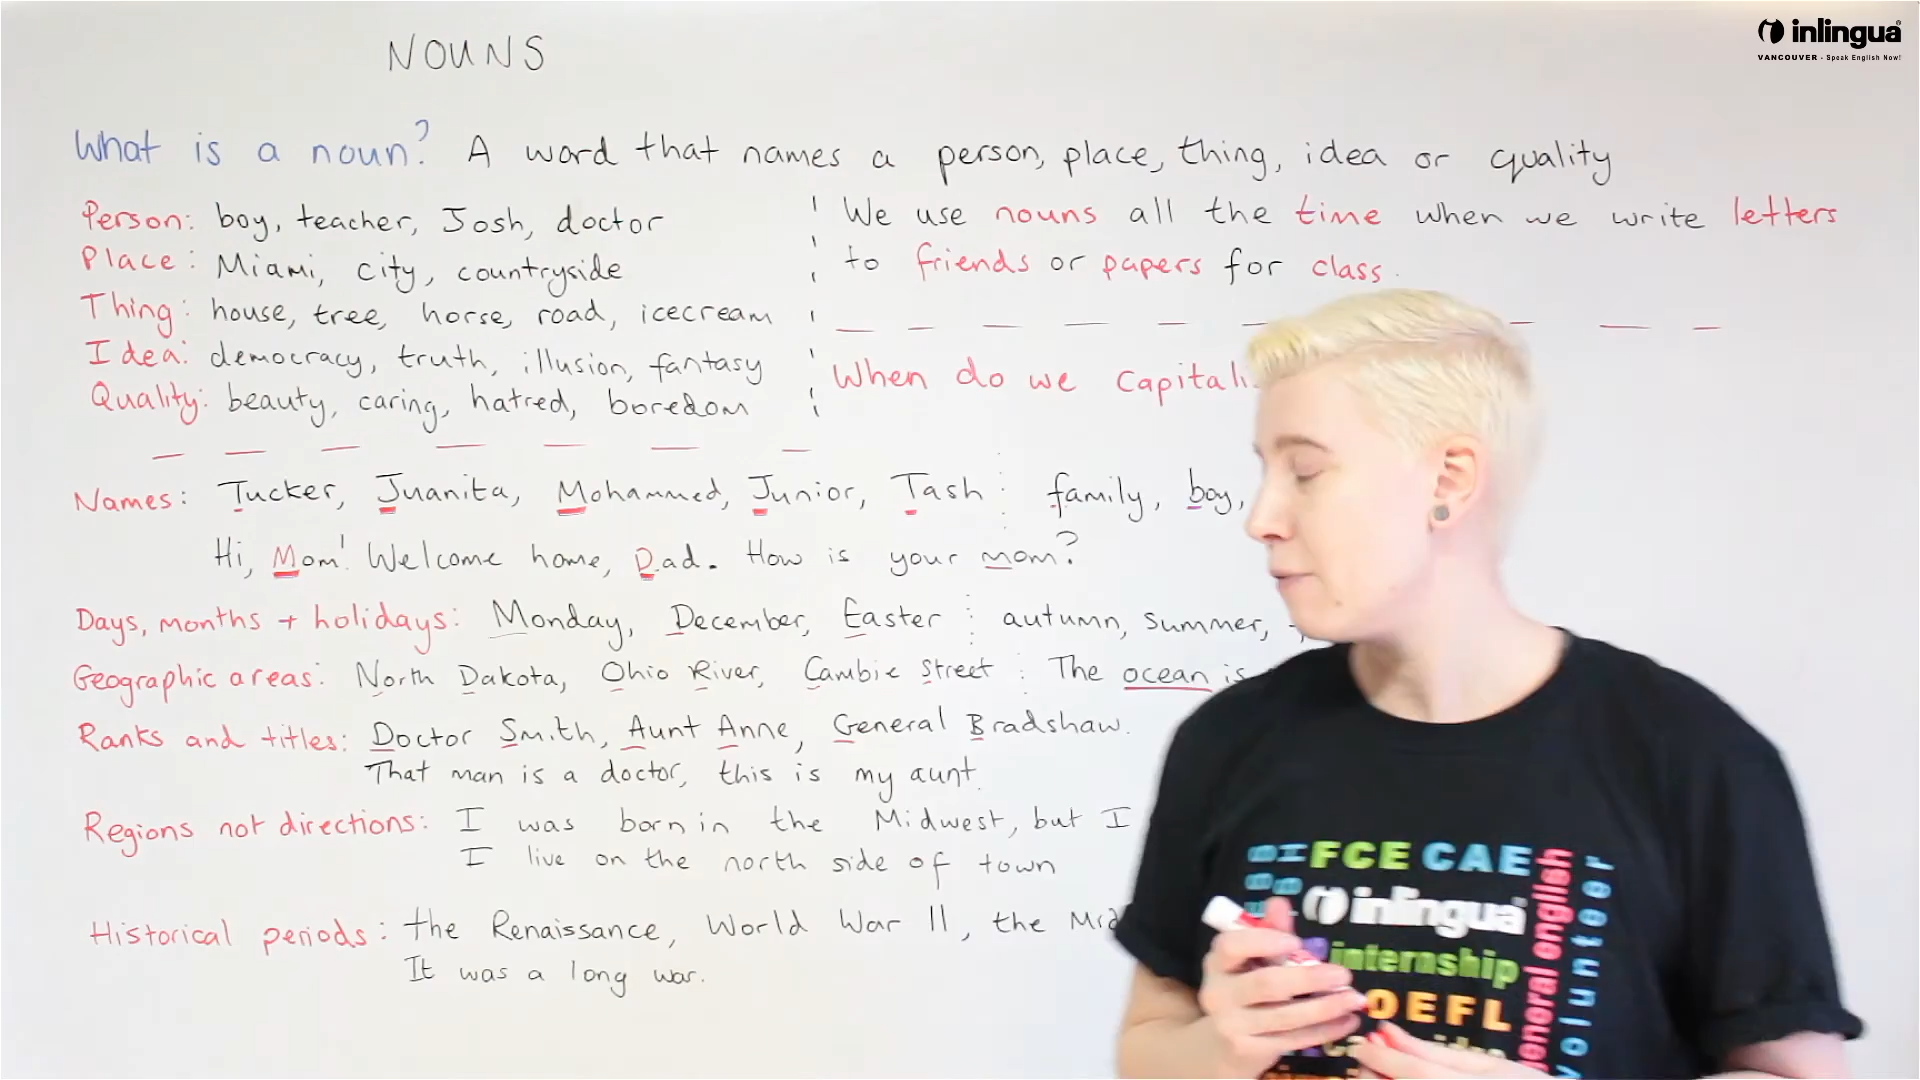 inlingua
VANCOUVER - Speak English Now!
NOUNS
What is a noun? A word that names a person, place, thing, idea or quality
Person: boy, teacher, Josh, doctor
Place: Miami, city, countryside
Thing: house, tree, horse, road, icecream
Idea: democracy, truth, illusion, fantasy
Quality: beauty, caring, hatred, boredom
We use nouns all the time when we write letters
to friends or papers for class.
When do we capitali
Names: Tucker, Juanita, Mohammed, Junior, Tash family, boy,
Hi, Mom! Welcome home, Dad. How is your mom?
Days, months + holidays: Monday, December, Easter autumn, summer,
Geographic areas: North Dakota, Ohio River, Cambie Street The ocean is
Ranks and titles: Doctor Smith, Aunt Anne, General Bradshaw.
That man is a doctor, this is my aunt.
Regions not directions: I was born in the Midwest, but I
I live on the north side of town
Historical periods: the Renaissance, World War II, the Mid
It was a long war.
FCE CAE
inlingua
internship
OEFL
general english
volunteer